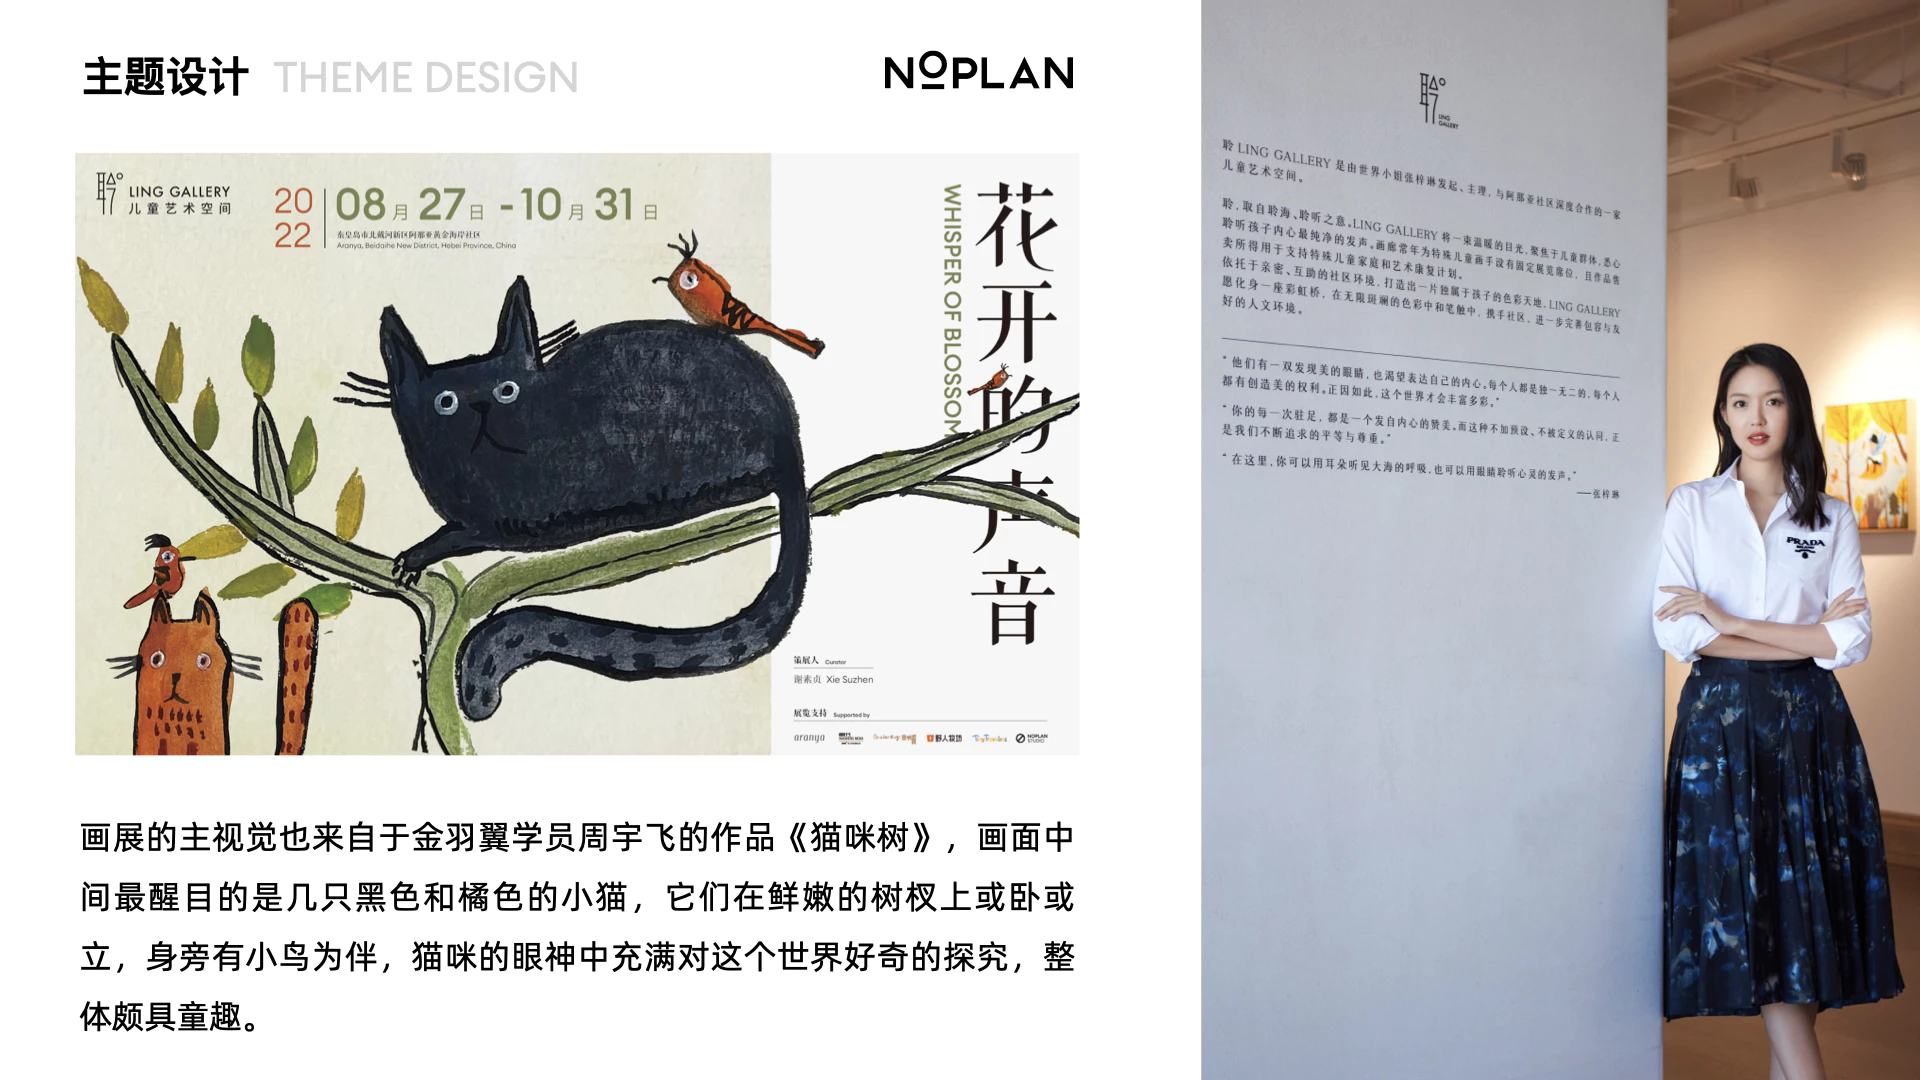 主题设计 THEME DESIGN
NOPLAN
聆 LING GALLERY
儿童艺术空间
2022
08月27日-10月31日
秦皇岛市北戴河新区阿那亚黄金海岸社区
Aranya, Beidaihe New District, Hebei Province, China
花开的声音
WHISPER OF BLOSSOM
策展人 Curator
谢素贞 Xie Suzhen
展览支持 Supported by
aranya
野人牧坊
NOPLAN STUDIO
画展的主视觉也来自于金羽翼学员周宇飞的作品《猫咪树》，画面中
间最醒目的是几只黑色和橘色的小猫，它们在鲜嫩的树杈上或卧或
立，身旁有小鸟为伴，猫咪的眼神中充满对这个世界好奇的探究，整
体颇具童趣。
聆 LING GALLERY
聆 LING GALLERY 是由世界小姐张梓琳发起、主理，与阿那亚社区深度合作的一家
儿童艺术空间。
聆，取自聆海、聆听之意。LING GALLERY 将一束温暖的目光，聚焦于儿童群体，悉心
聆听孩子内心最纯净的发声。画廊常年为特殊儿童画手设有固定展览席位，且作品售
卖所得用于支持特殊儿童家庭和艺术康复计划。
依托于亲密、互助的社区环境，打造出一片独属于孩子的色彩天地，LING GALLERY
愿化身一座彩虹桥，在无限斑斓的色彩中和笔触中，携手社区，进一步完善包容与友
好的人文环境。
“他们有一双发现美的眼睛，也渴望表达自己的内心。每个人都是独一无二的，每个人
都有创造美的权利。正因如此，这个世界才会丰富多彩。”
“你的每一次驻足，都是一个发自内心的赞美。而这种不加预设、不被定义的认同，正
是我们不断追求的平等与尊重。”
“在这里，你可以用耳朵听见大海的呼吸，也可以用眼睛聆听心灵的发声。”
——张梓琳
PRADA
MILANO